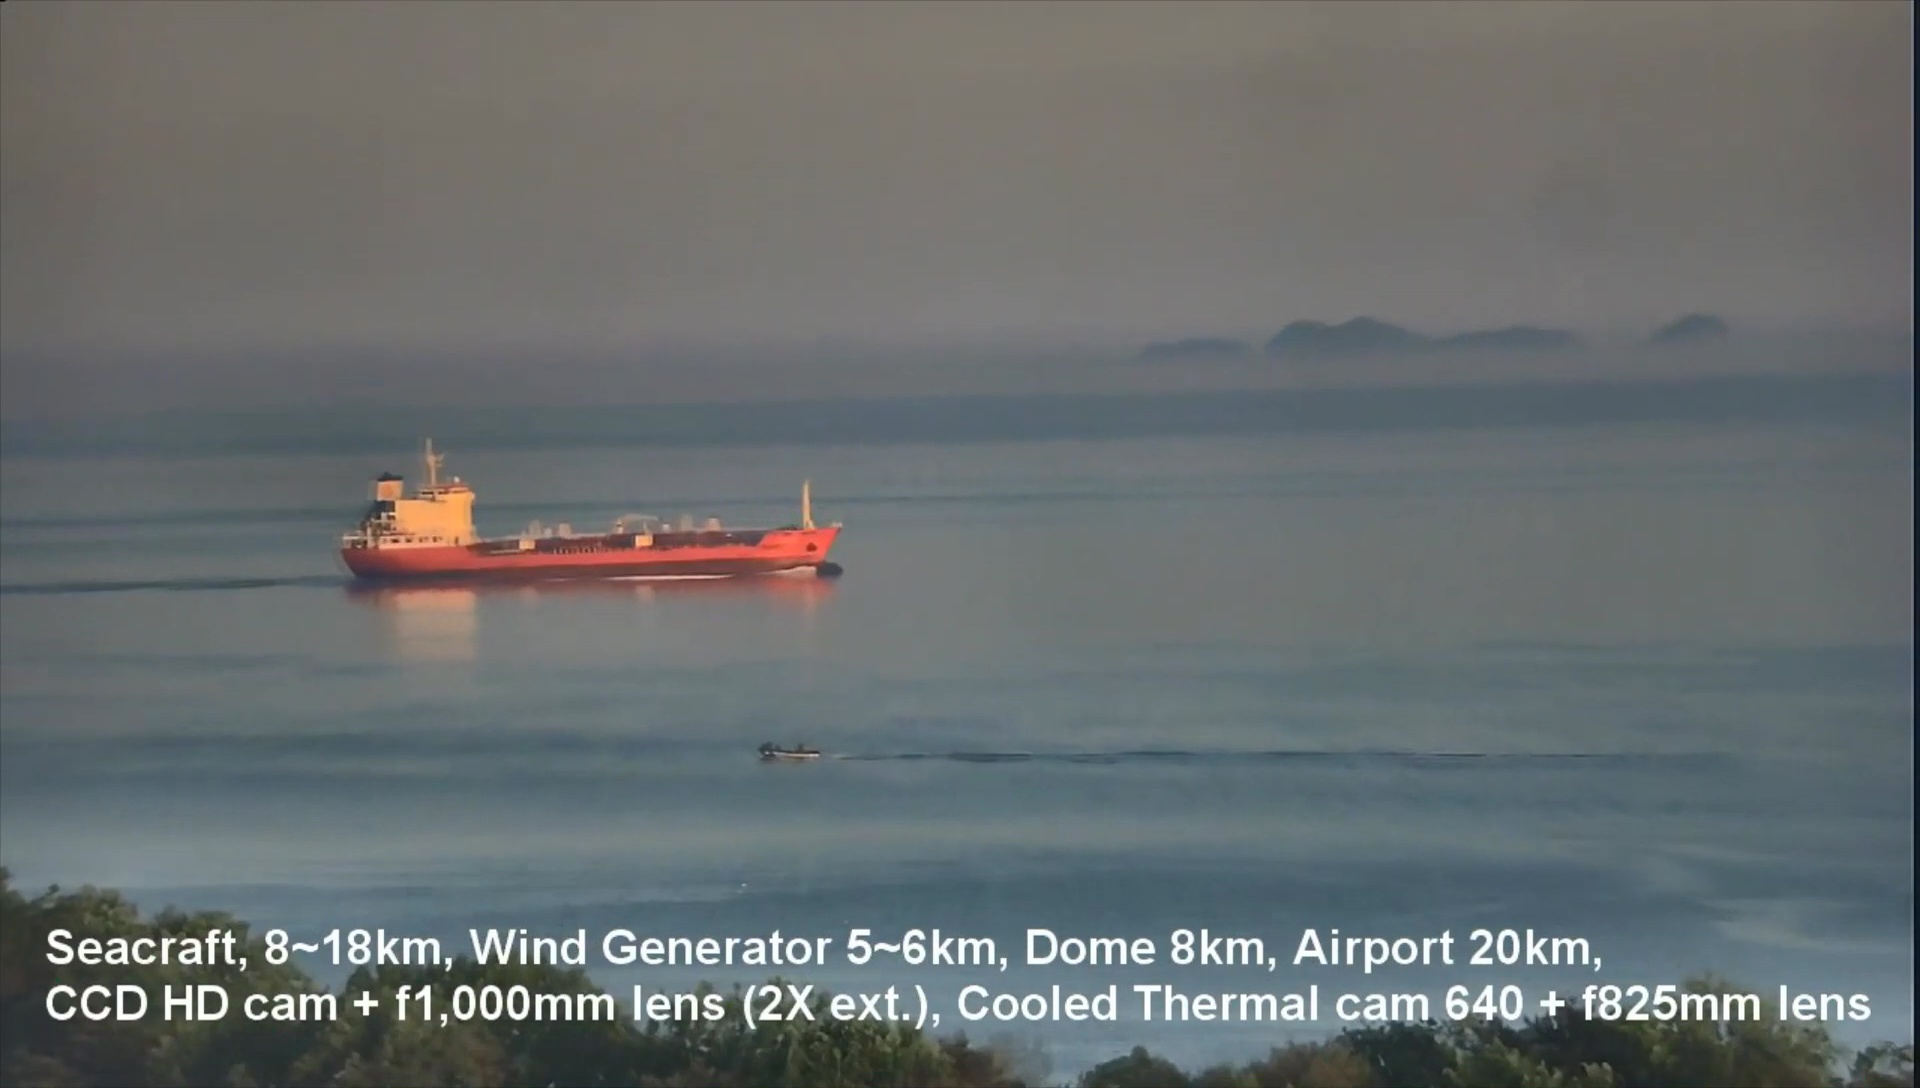 Seacraft, 8~18km, Wind Generator 5~6km, Dome 8km, Airport 20km,
CCD HD cam + f1,000mm lens (2X ext.), Cooled Thermal cam 640 + f825mm lens